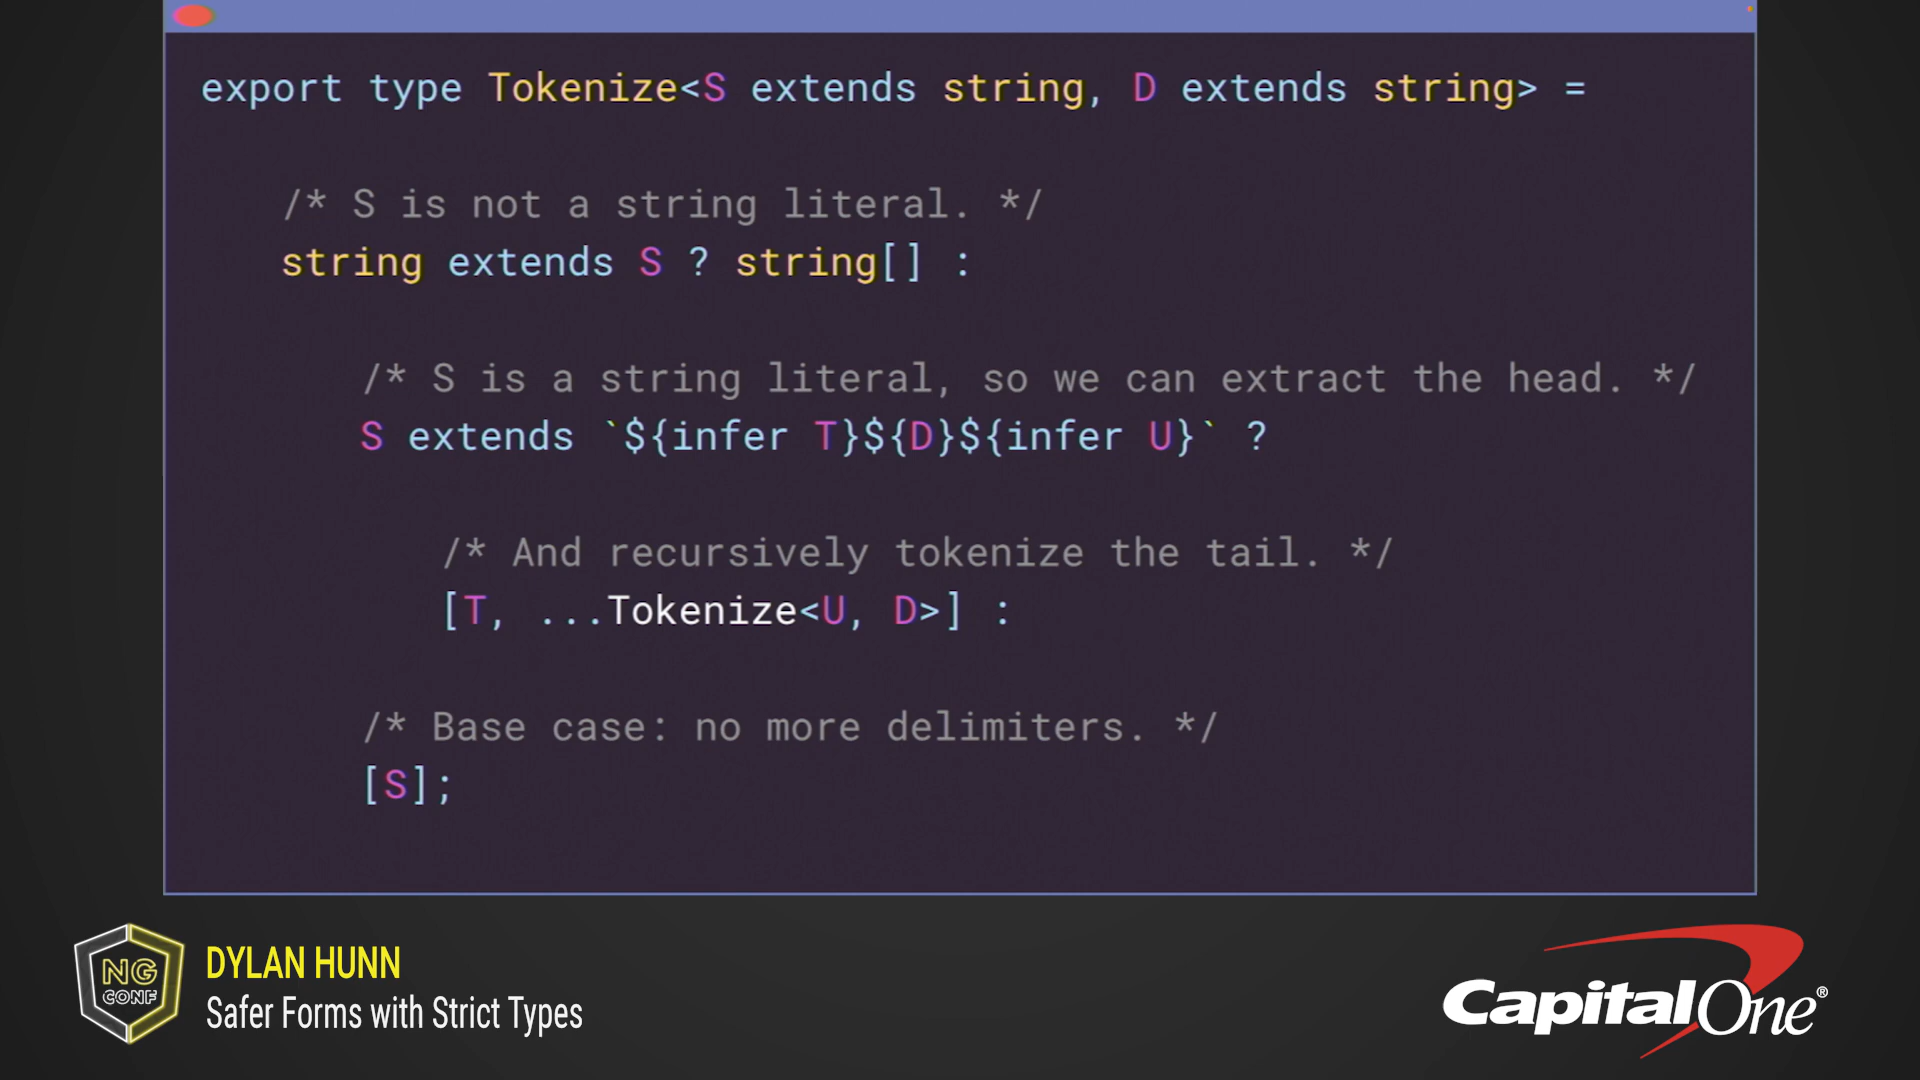 export type Tokenize<S extends string, D extends string> =
/* S is not a string literal. */
string extends S ? string[] :
/* S is a string literal, so we can extract the head. */
S extends `${infer T}${D}${infer U}` ?
/* And recursively tokenize the tail. */
[T, ...Tokenize<U, D>] :
/* Base case: no more delimiters. */
[S];
NG
CONF
DYLAN HUNN
Safer Forms with Strict Types
CapitalOne®